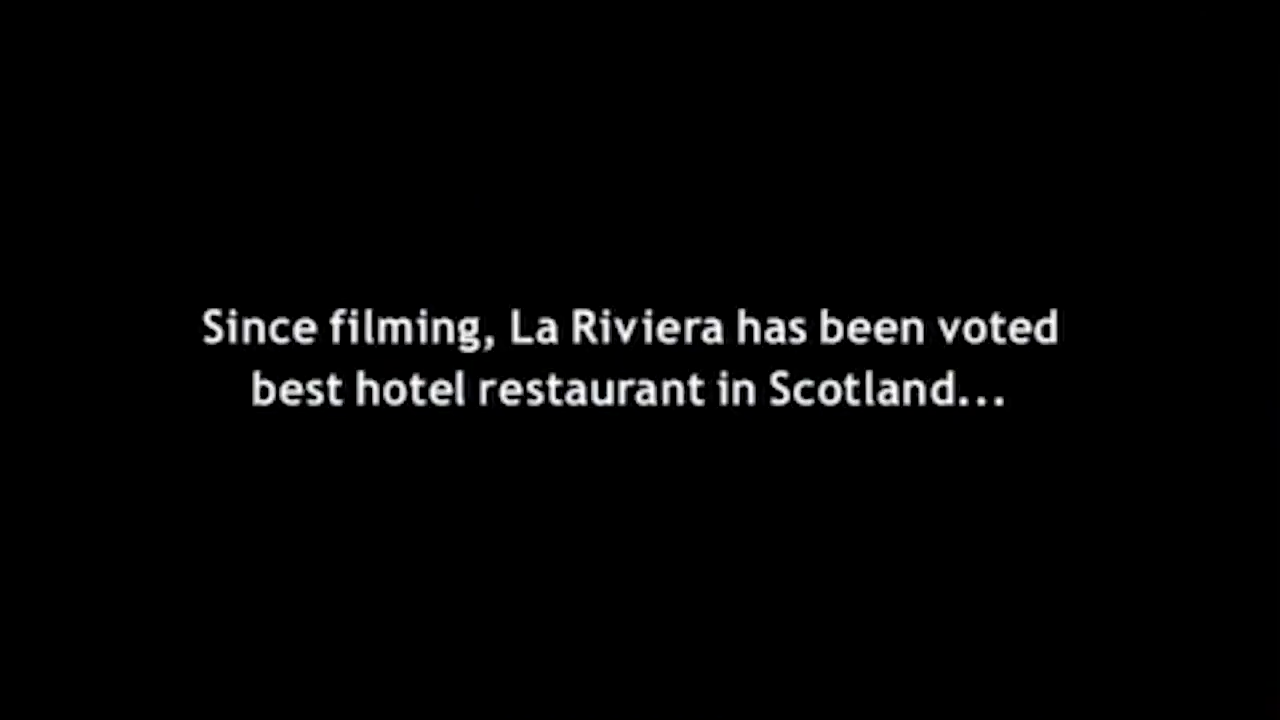 Since filming, La Riviera has been voted
best hotel restaurant in Scotland...